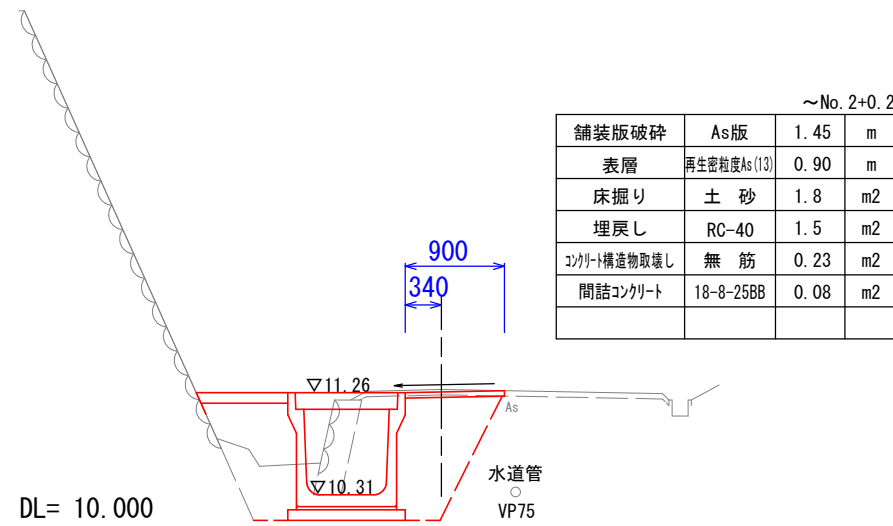 ～No.2+0.2
舗装版破砕 As版 1.45 m
表層 再生密粒度As(13) 0.90 m
床掘り 土 砂 1.8 m2
埋戻し RC-40 1.5 m2
ｺﾝｸﾘｰﾄ構造物取壊し 無 筋 0.23 m2
間詰ｺﾝｸﾘｰﾄ 18-8-25BB 0.08 m2
900
340
▽11.26
As
▽10.31
水道管
VP75
DL= 10.000